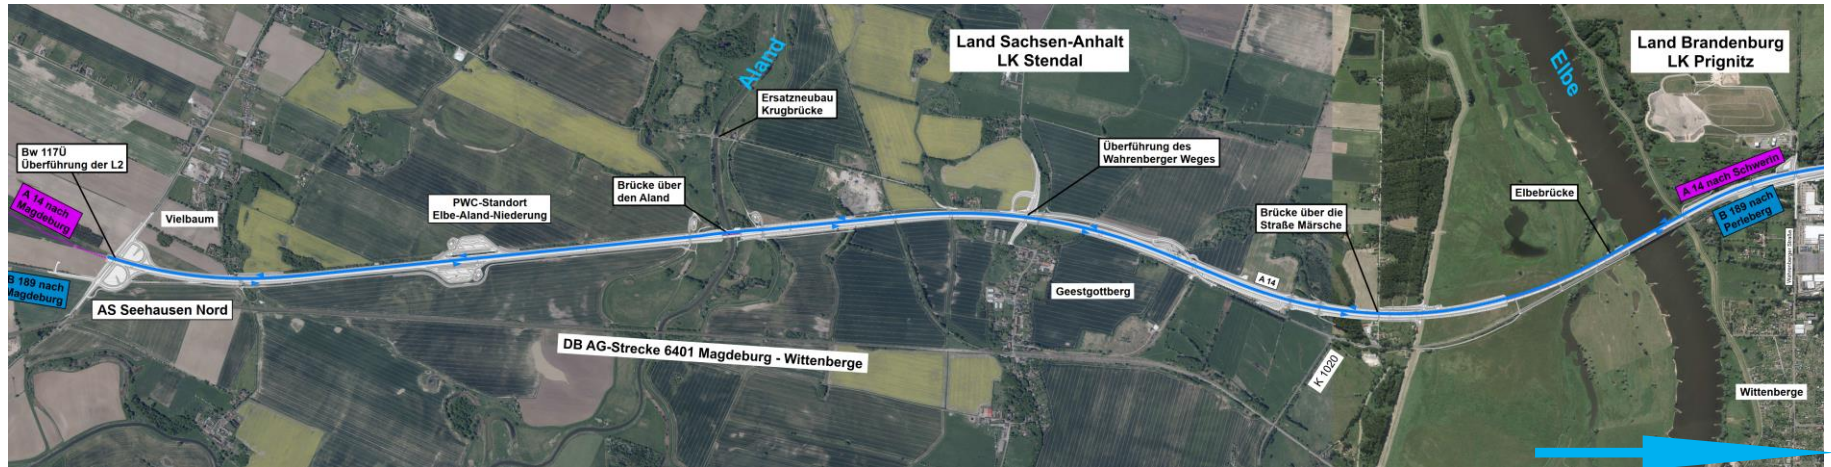 Land Sachsen-Anhalt
LK Stendal
Land Brandenburg
LK Prignitz
Aland
Elbe
Ersatzneubau
Krugbrücke
Bw 117Ü
Überführung der L2
Brücke über
den Aland
Überführung des
Wahrenberger Weges
PWC-Standort
Elbe-Aland-Niederung
Vielbaum
A 14 nach
Magdeburg
B 189 nach
Magdeburg
AS Seehausen Nord
Brücke über die
Straße Märsche
Elbebrücke
A 14 nach Schwerin
B 189 nach
Perleberg
Wittenberger Straße
Geestgottberg
A 14
DB AG-Strecke 6401 Magdeburg - Wittenberge
K 1020
Wittenberge